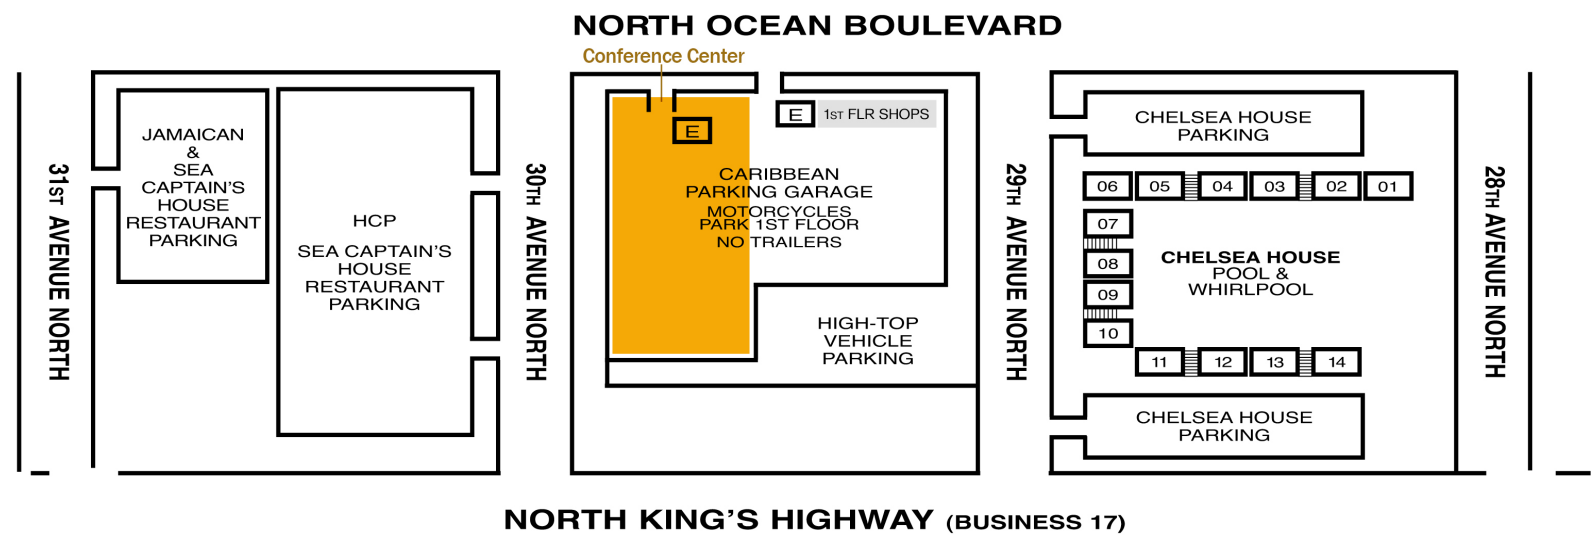 NORTH OCEAN BOULEVARD
Conference Center
31ST AVENUE NORTH
JAMAICAN
&
SEA
CAPTAIN'S
HOUSE
RESTAURANT
PARKING
HCP
SEA CAPTAIN'S
HOUSE
RESTAURANT
PARKING
30TH AVENUE NORTH
E
E
1ST FLR SHOPS
CARIBBEAN
PARKING GARAGE
MOTORCYCLES
PARK 1ST FLOOR
NO TRAILERS
HIGH-TOP
VEHICLE
PARKING
29TH AVENUE NORTH
CHELSEA HOUSE
PARKING
06 05 04 03 02 01
07
08
09
10
CHELSEA HOUSE
POOL &
WHIRLPOOL
11 12 13 14
CHELSEA HOUSE
PARKING
28TH AVENUE NORTH
NORTH KING'S HIGHWAY (BUSINESS 17)